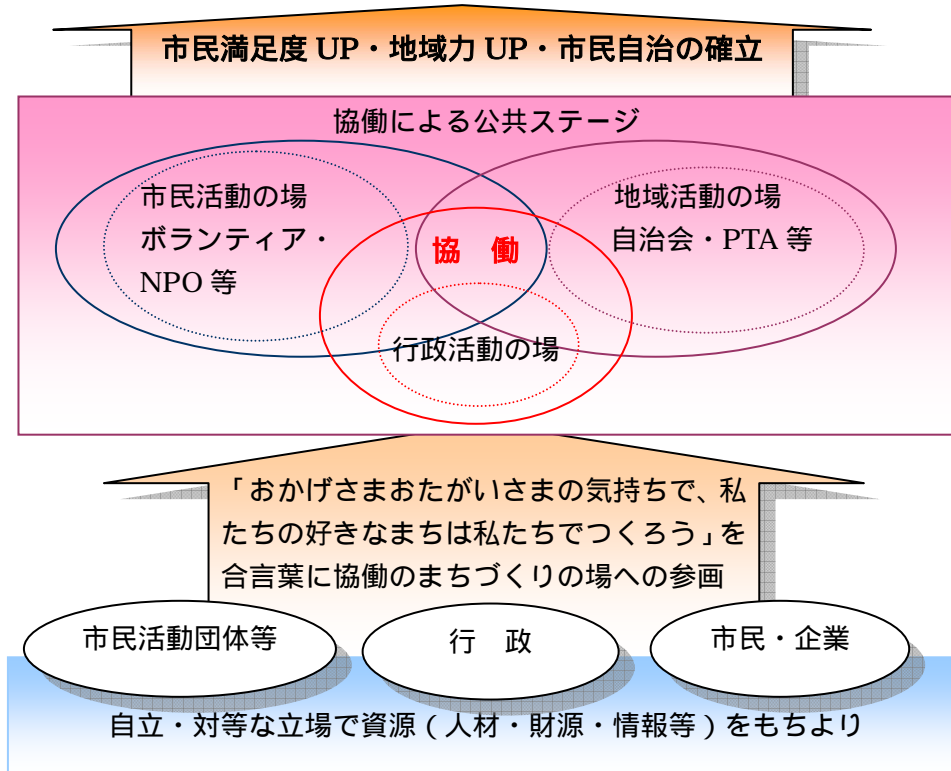 市民満足度 UP・地域力 UP・市民自治の確立
協働による公共ステージ
市民活動の場
ボランティア・
NPO 等
地域活動の場
自治会・PTA 等
協 働
行政活動の場
「おかげさまおたがいさまの気持ちで、私
たちの好きなまちは私たちでつくろう」を
合言葉に協働のまちづくりの場への参画
市民活動団体等
行 政
市民・企業
自立・対等な立場で資源(人材・財源・情報等)をもちより